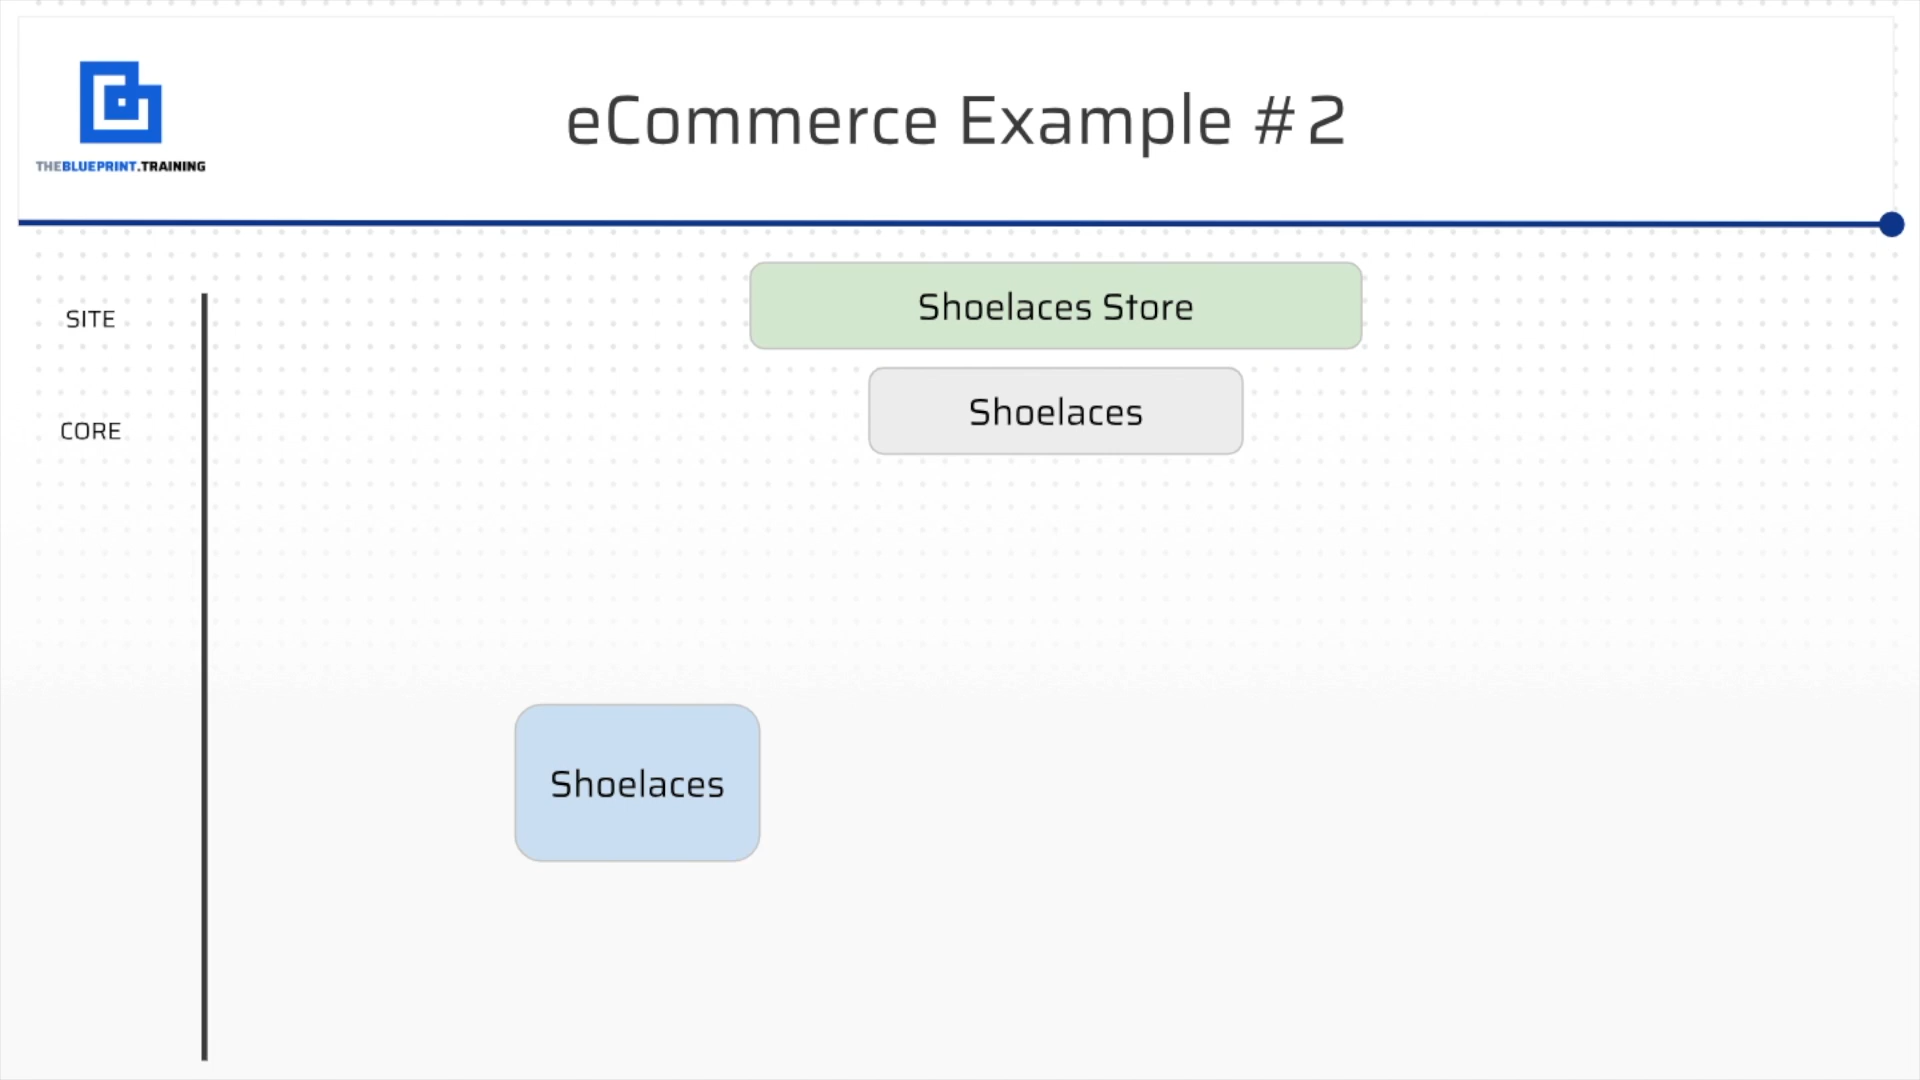 THEBLUEPRINT.TRAINING
eCommerce Example #2
SITE
Shoelaces Store
CORE
Shoelaces
Shoelaces